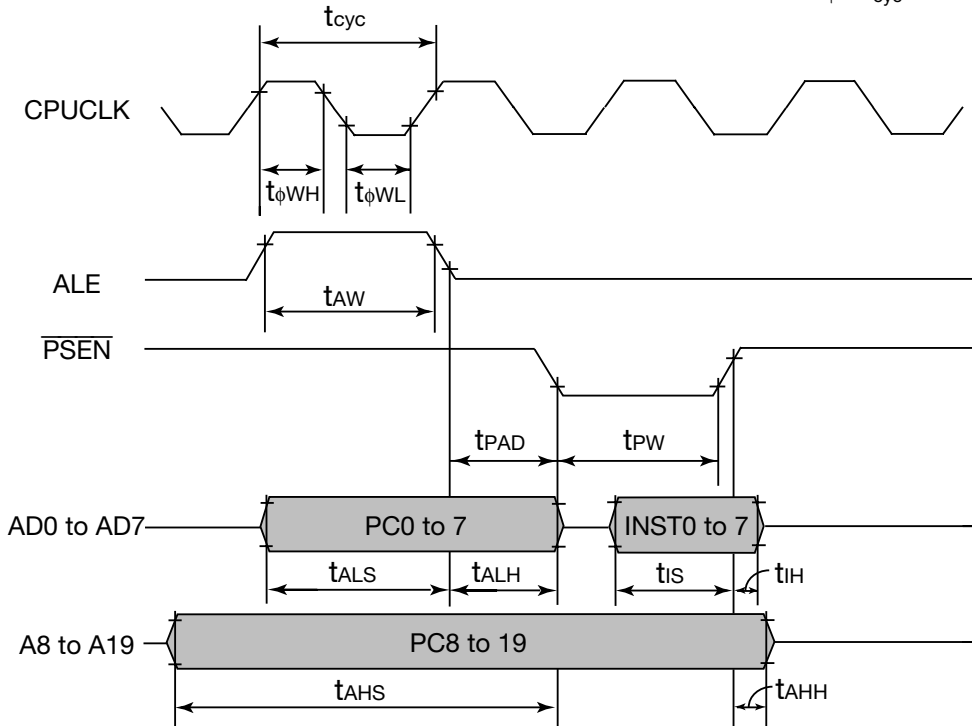 tcyc
CPUCLK
tϕWH
tϕWL
ALE
tAW
PSEN
tPAD
tPW
AD0 to AD7
PC0 to 7
INST0 to 7
tALS
tALH
tIS
tIH
A8 to A19
PC8 to 19
tAHS
tAHH